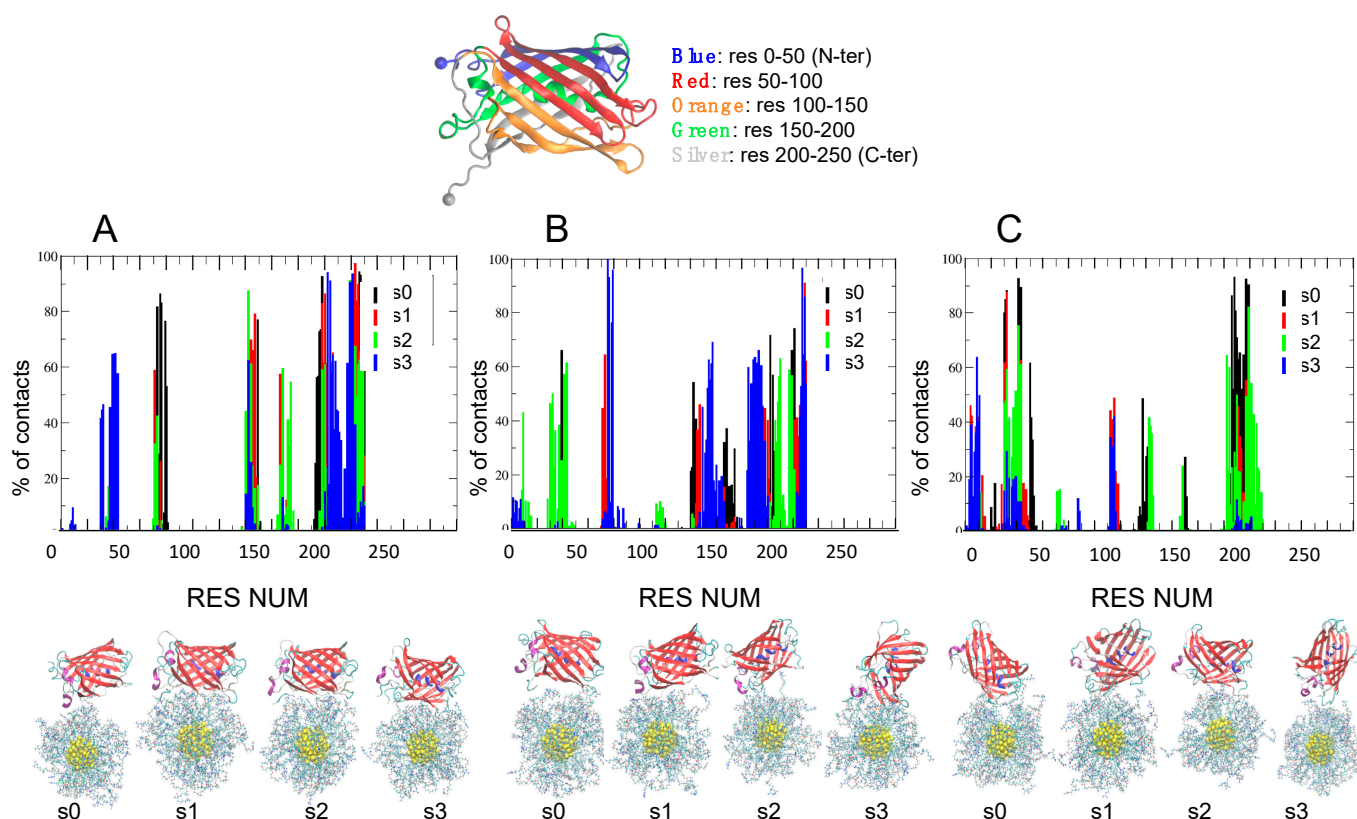 Blue: res 0-50 (N-ter)
Red: res 50-100
Orange: res 100-150
Green: res 150-200
Silver: res 200-250 (C-ter)
A
B
C
% of contacts
100
80
60
40
20
0
s0
s1
s2
s3
0 50 100 150 200 250
RES NUM
% of contacts
100
80
60
40
20
0
s0
s1
s2
s3
0 50 100 150 200 250
RES NUM
% of contacts
100
80
60
40
20
0
s0
s1
s2
s3
0 50 100 150 200 250
RES NUM
s0 s1 s2 s3 s0 s1 s2 s3 s0 s1 s2 s3